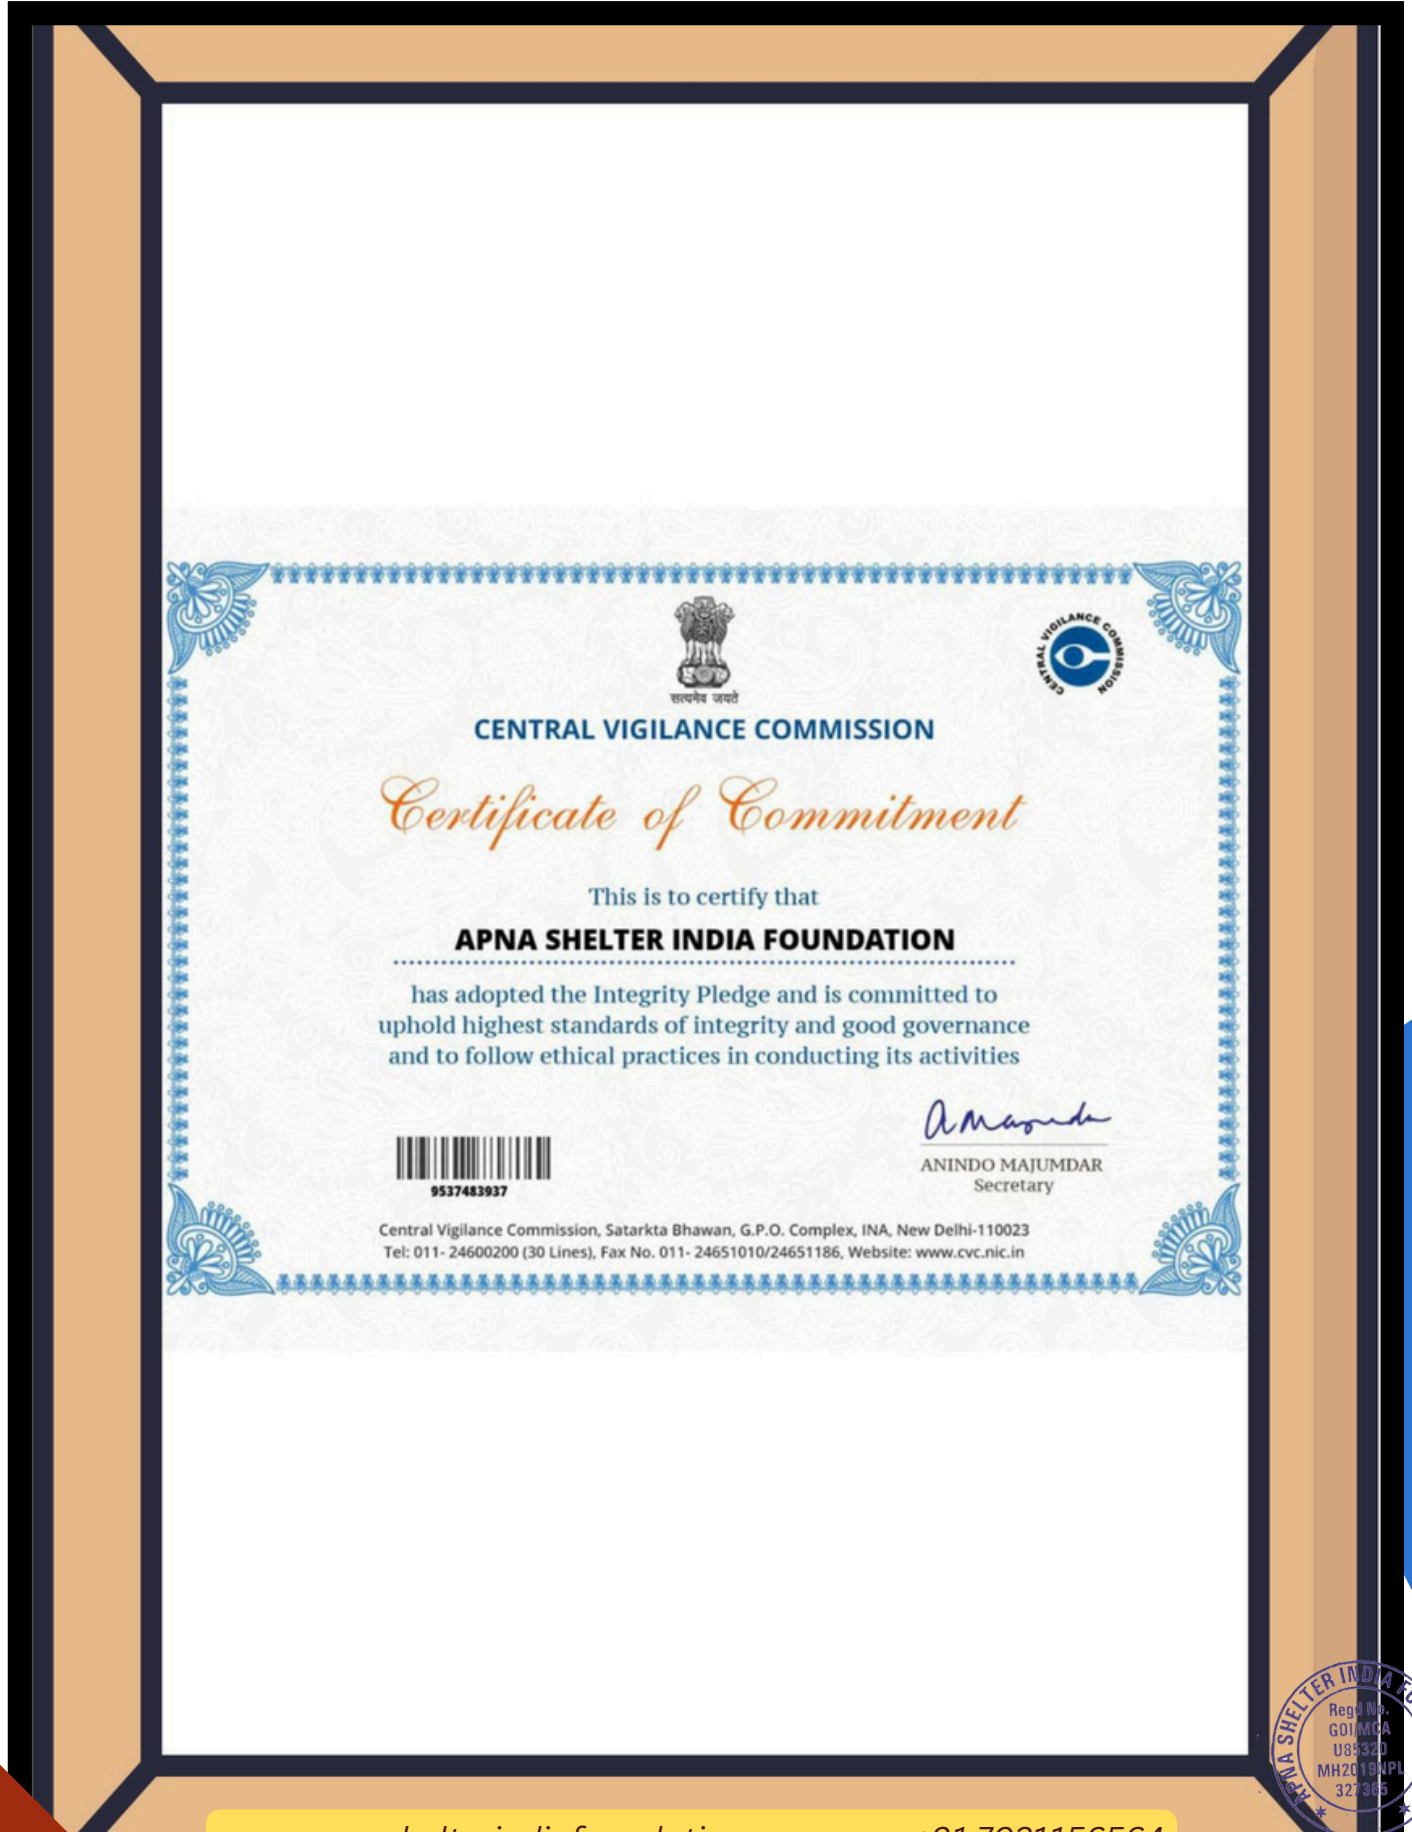 सत्यमेव जयते
CENTRAL VIGILANCE COMMISSION
CENTRAL VIGILANCE COMMISSION
Certificate of Commitment
This is to certify that
APNA SHELTER INDIA FOUNDATION
has adopted the Integrity Pledge and is committed to
uphold highest standards of integrity and good governance
and to follow ethical practices in conducting its activities
ANINDO MAJUMDAR
Secretary
9537483937
Central Vigilance Commission, Satarkta Bhawan, G.P.O. Complex, INA, New Delhi-110023
Tel: 011- 24600200 (30 Lines), Fax No. 011- 24651010/24651186, Website: www.cvc.nic.in
APNA SHELTER INDIA
Regd No.
GOI/MCA
U85320
MH2019NPL
327385